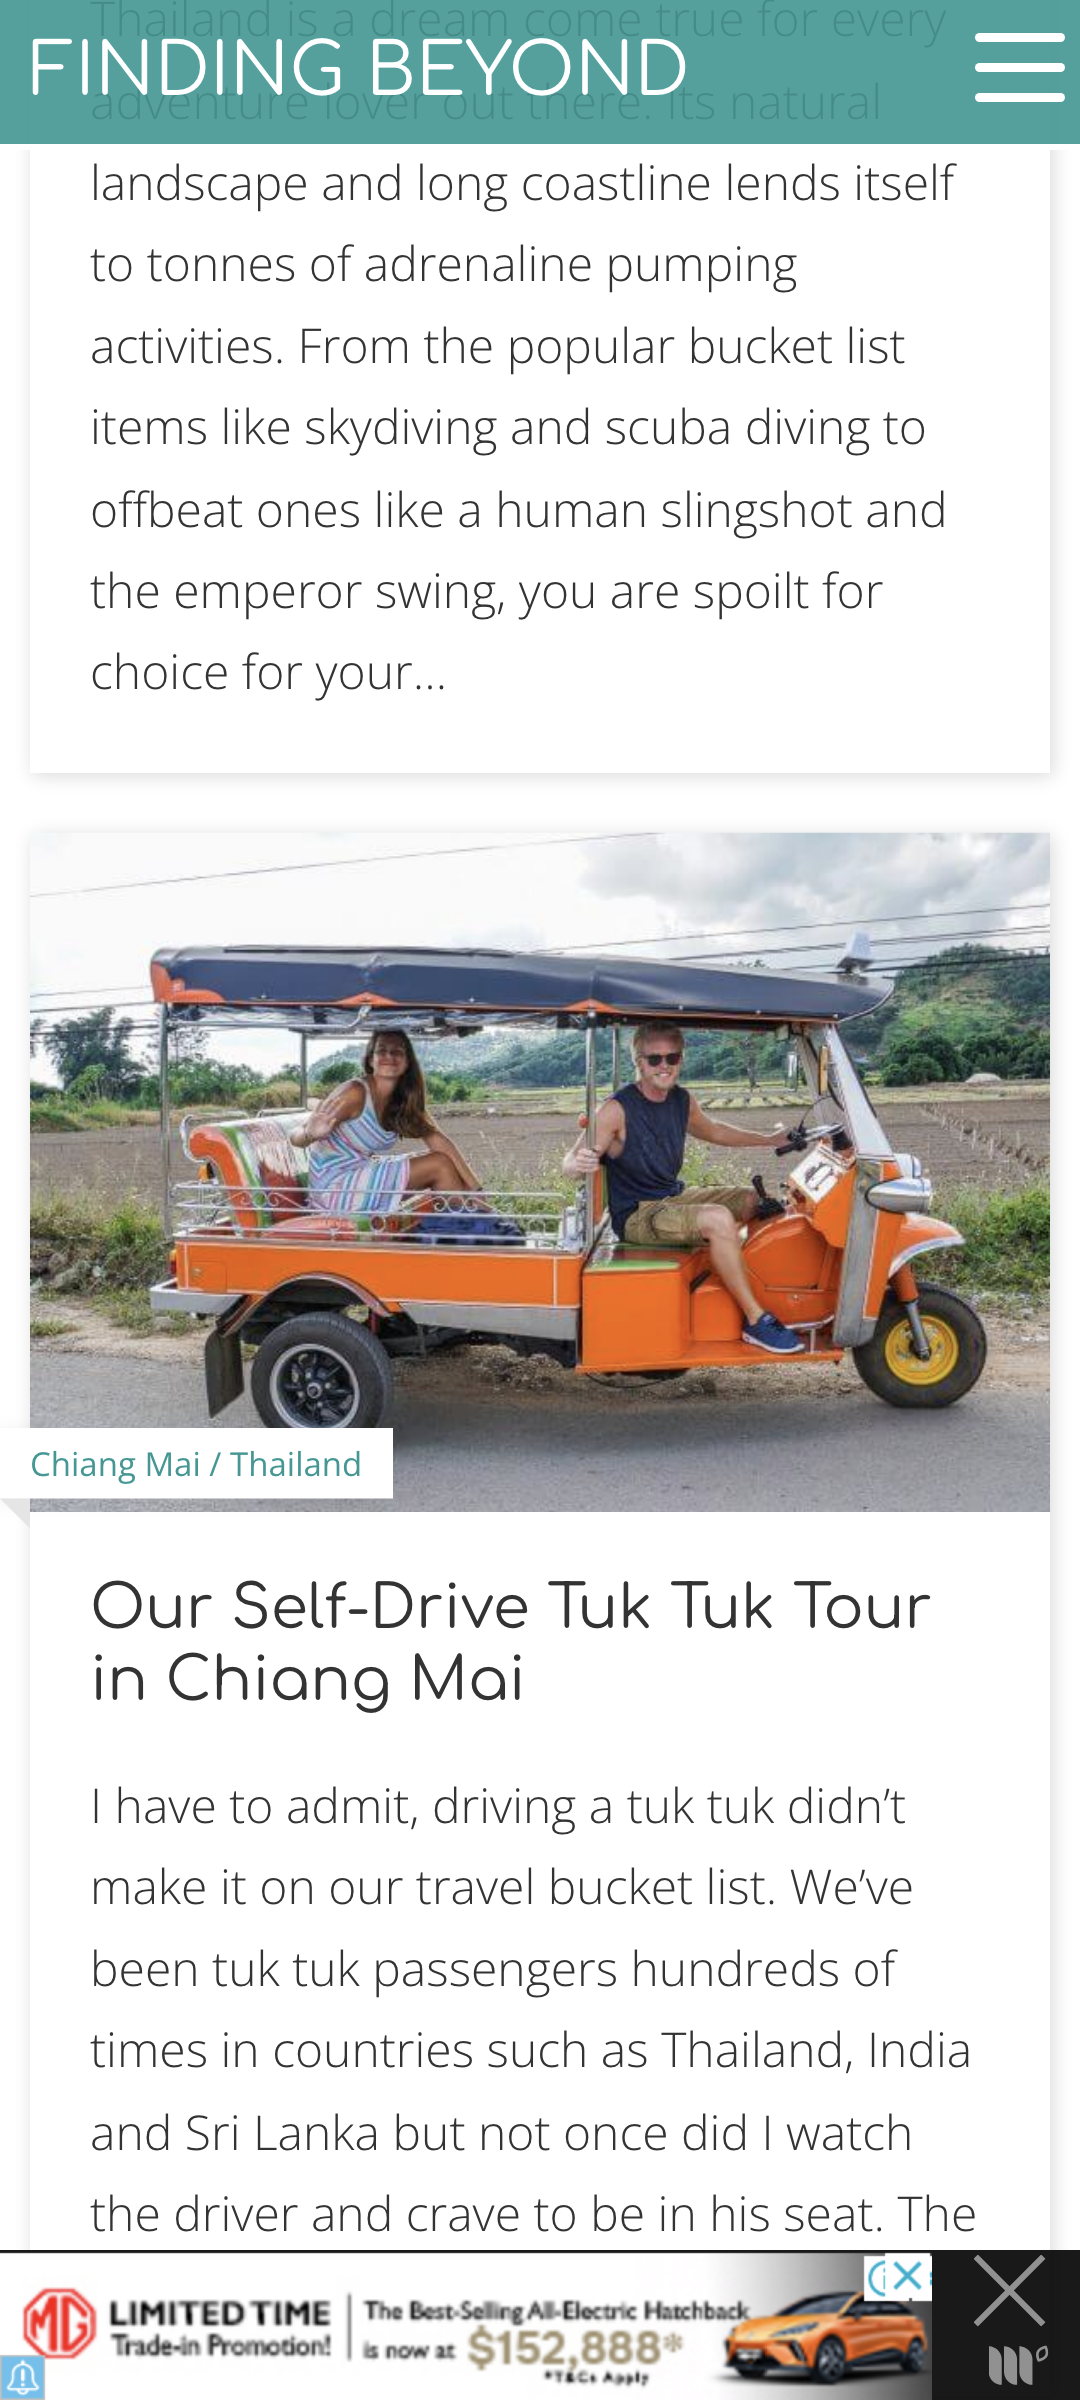 Thailand is a dream come true for every
FINDING BEYOND
adventure lover out there. Its natural
landscape and long coastline lends itself
to tonnes of adrenaline pumping
activities. From the popular bucket list
items like skydiving and scuba diving to
offbeat ones like a human slingshot and
the emperor swing, you are spoilt for
choice for your...
Chiang Mai / Thailand
Our Self-Drive Tuk Tuk Tour
in Chiang Mai
I have to admit, driving a tuk tuk didn’t
make it on our travel bucket list. We’ve
been tuk tuk passengers hundreds of
times in countries such as Thailand, India
and Sri Lanka but not once did I watch
the driver and crave to be in his seat. The
MG
LIMITED TIME
Trade-in Promotion!
The Best-Selling All-Electric Hatchback
is now at $152,888*
*T&Cs Apply